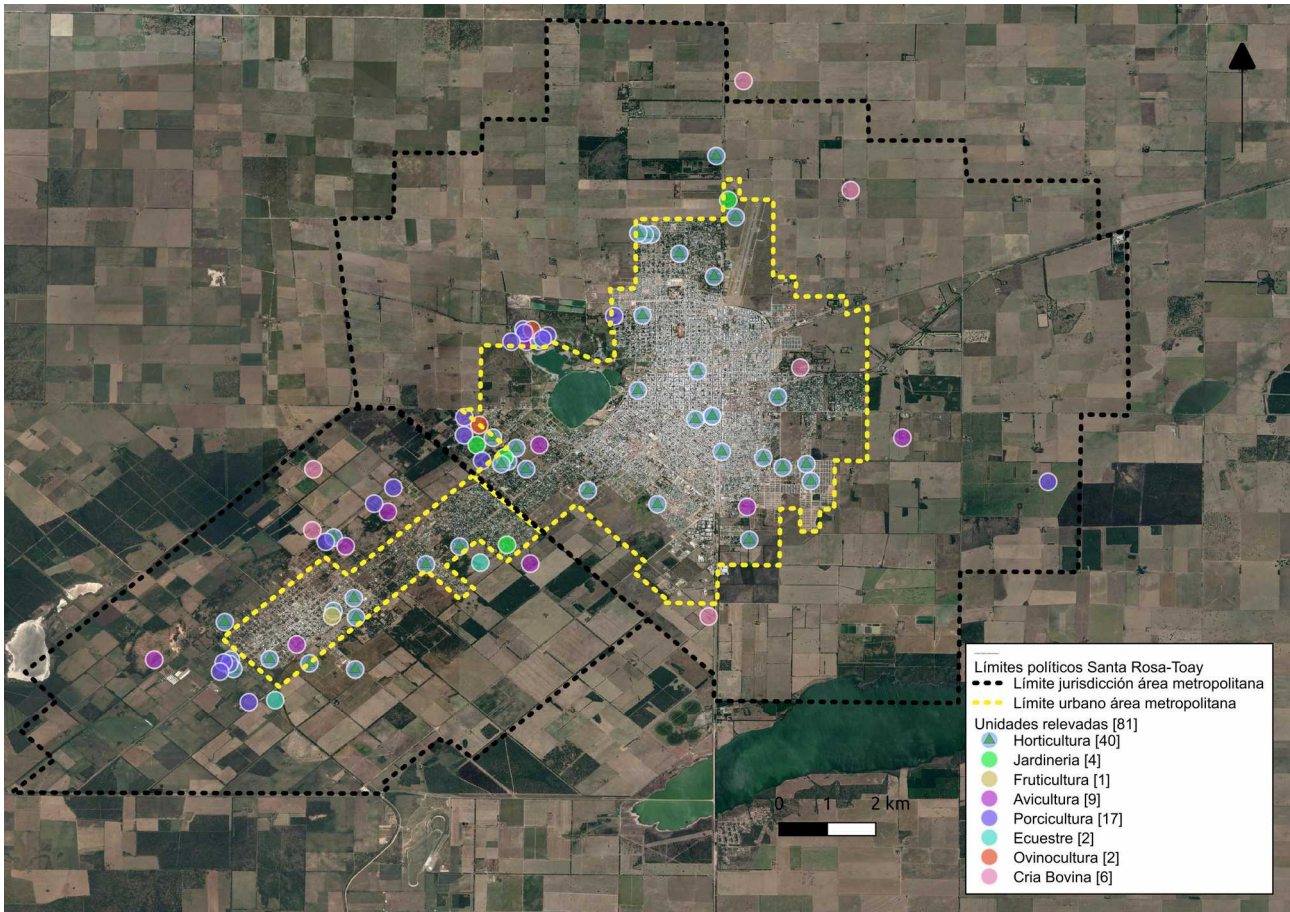 0 1 2 km
Límites políticos Santa Rosa-Toay
Límite jurisdicción área metropolitana
Límite urbano área metropolitana
Unidades relevadas [81]
Horticultura [40]
Jardineria [4]
Fruticultura [1]
Avicultura [9]
Porcicultura [17]
Ecuestre [2]
Ovinocultura [2]
Cria Bovina [6]